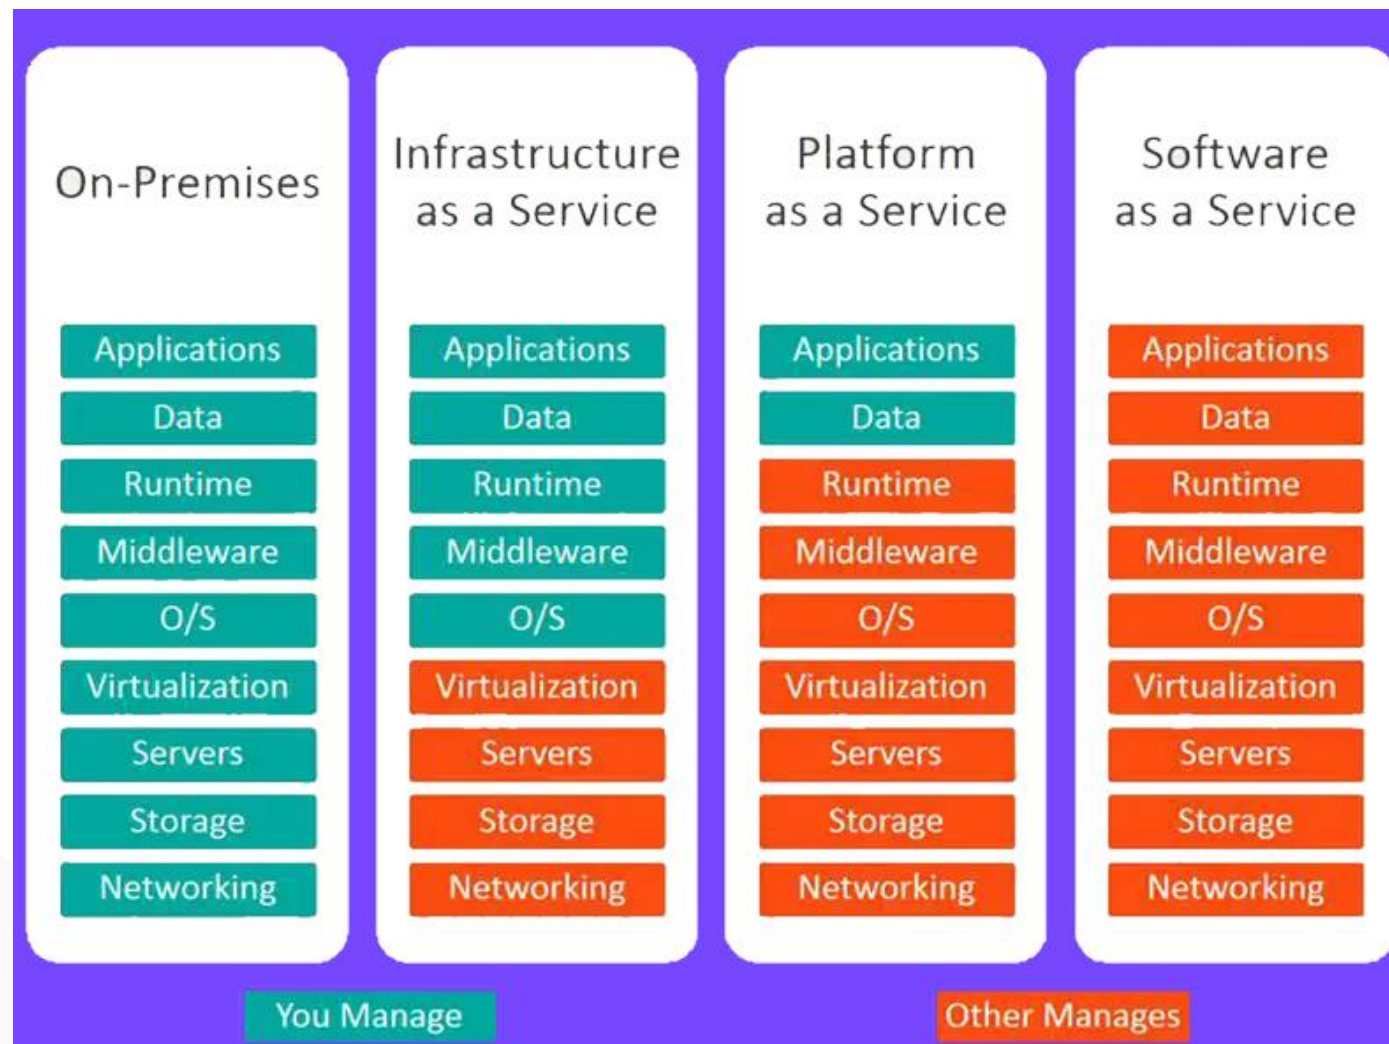 On-Premises
Applications
Data
Runtime
Middleware
O/S
Virtualization
Servers
Storage
Networking
Infrastructure
as a Service
Applications
Data
Runtime
Middleware
O/S
Virtualization
Servers
Storage
Networking
Platform
as a Service
Applications
Data
Runtime
Middleware
O/S
Virtualization
Servers
Storage
Networking
Software
as a Service
Applications
Data
Runtime
Middleware
O/S
Virtualization
Servers
Storage
Networking
You Manage
Other Manages